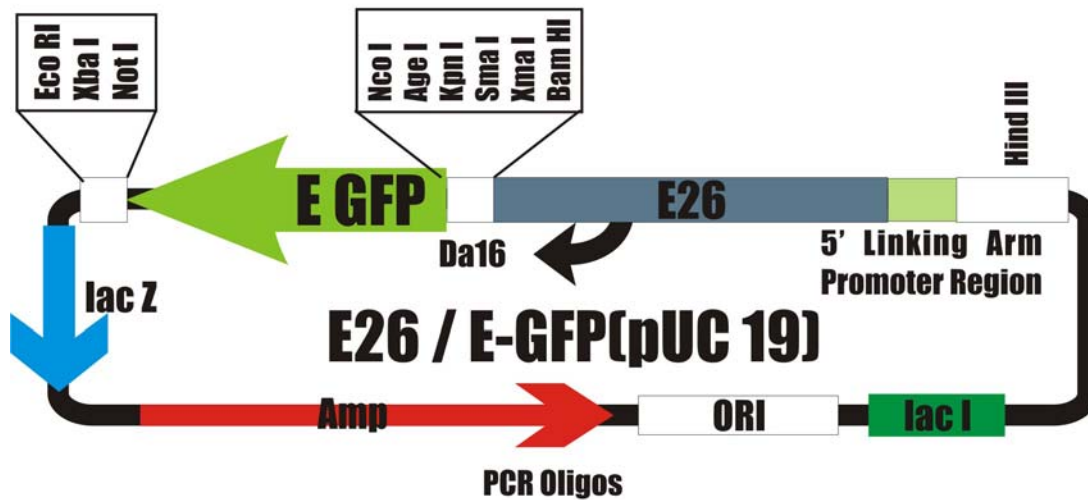 Eco RI
Xba I
Not I
Nco I
Age I
Kpn I
Sma I
Xma I
Bam HI
Hind III
E GFP
E26
Da16
5' Linking Arm
Promoter Region
lac Z
E26 / E-GFP(pUC 19)
Amp
ORI
lac I
PCR Oligos